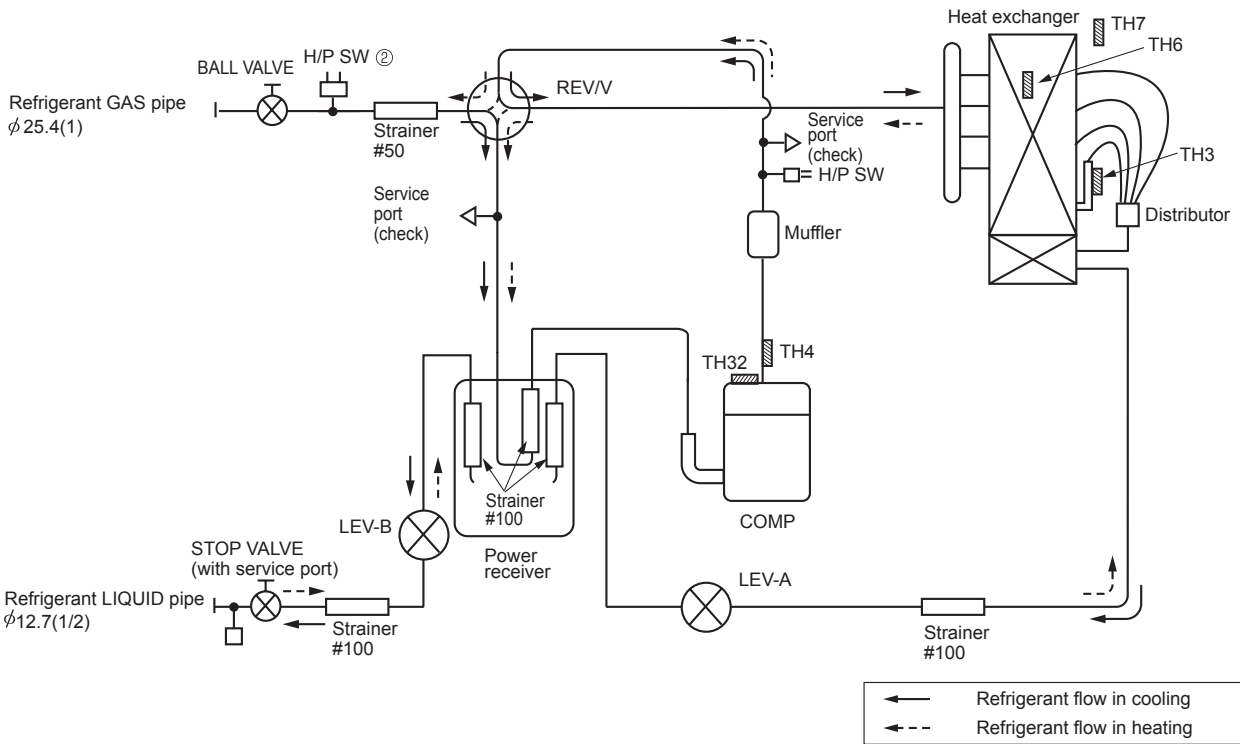 Heat exchanger
TH7
TH6
H/P SW ②
BALL VALVE
REV/V
Refrigerant GAS pipe
ϕ25.4(1)
Strainer
#50
Service
port
(check)
H/P SW
TH3
Service
port
(check)
Muffler
Distributor
TH32
TH4
Strainer
#100
COMP
LEV-B
Power
receiver
STOP VALVE
(with service port)
LEV-A
Refrigerant LIQUID pipe
ϕ12.7(1/2)
Strainer
#100
Strainer
#100
Refrigerant flow in cooling
Refrigerant flow in heating